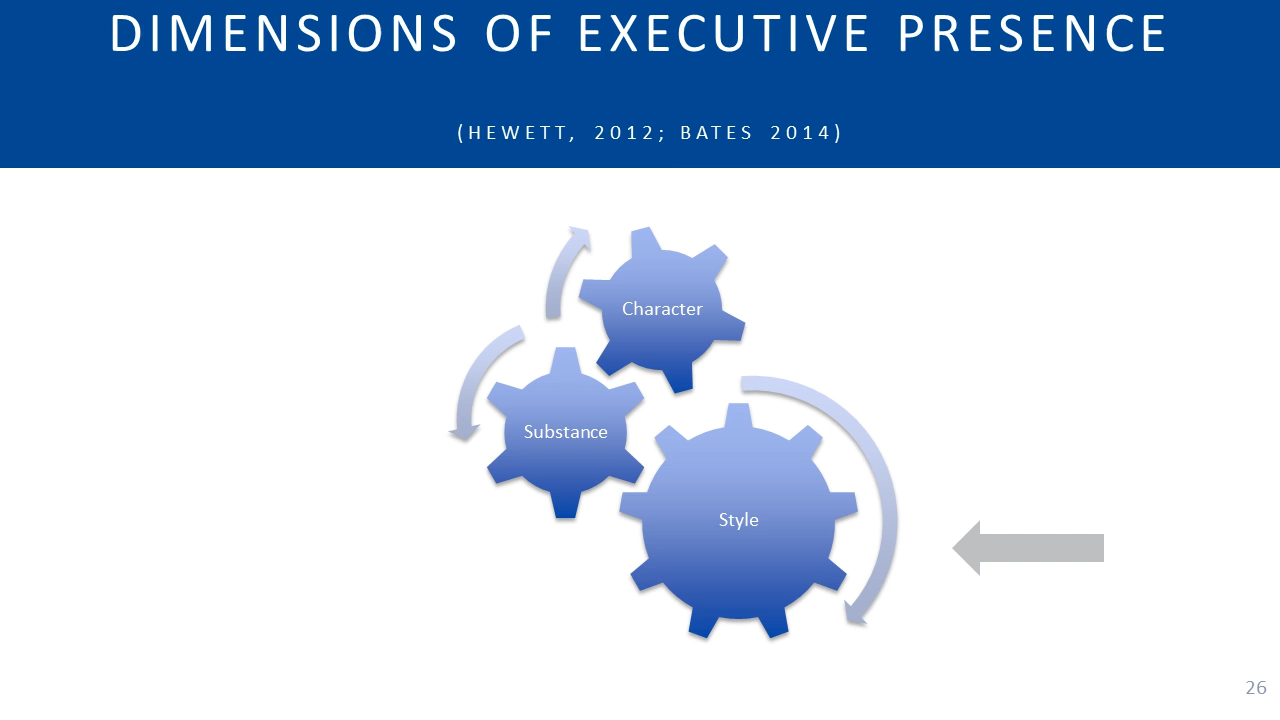 DIMENSIONS OF EXECUTIVE PRESENCE
(HEWETT, 2012; BATES 2014)
Character
Substance
Style
26